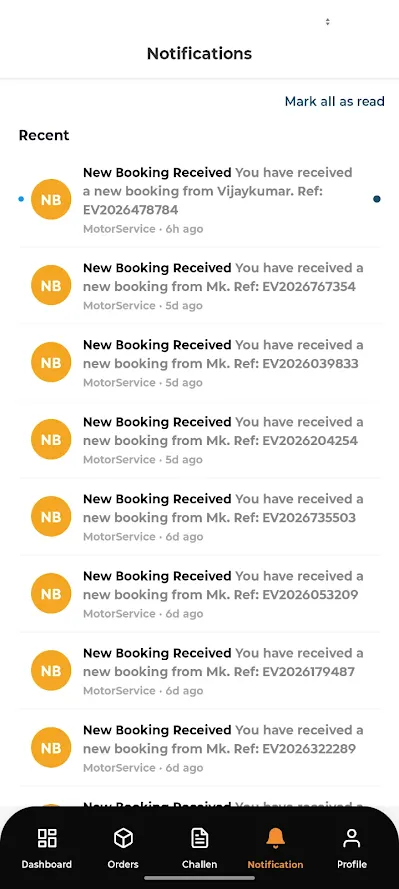 Notifications
Mark all as read
Recent
NB
New Booking Received You have received
a new booking from Vijaykumar. Ref:
EV2026478784
MotorService · 6h ago
NB
New Booking Received You have received a
new booking from Mk. Ref: EV2026767354
MotorService · 5d ago
NB
New Booking Received You have received a
new booking from Mk. Ref: EV2026039833
MotorService · 5d ago
NB
New Booking Received You have received a
new booking from Mk. Ref: EV2026204254
MotorService · 5d ago
NB
New Booking Received You have received a
new booking from Mk. Ref: EV2026735503
MotorService · 6d ago
NB
New Booking Received You have received a
new booking from Mk. Ref: EV2026053209
MotorService · 6d ago
NB
New Booking Received You have received a
new booking from Mk. Ref: EV2026179487
MotorService · 6d ago
NB
New Booking Received You have received a
new booking from Mk. Ref: EV2026322289
MotorService · 6d ago
New Booking Received You have received a
Dashboard
Orders
Challen
Notification
Profile